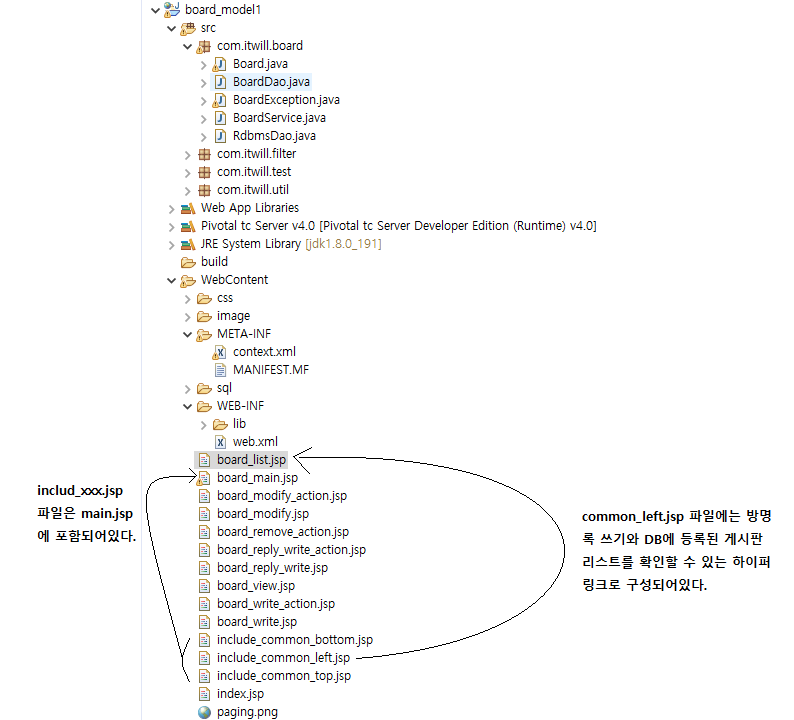 board_model1
src
com.itwill.board
Board.java
BoardDao.java
BoardException.java
BoardService.java
RdbmsDao.java
com.itwill.filter
com.itwill.test
com.itwill.util
Web App Libraries
Pivotal tc Server v4.0 [Pivotal tc Server Developer Edition (Runtime) v4.0]
JRE System Library [jdk1.8.0_191]
build
WebContent
css
image
META-INF
context.xml
MANIFEST.MF
sql
WEB-INF
lib
web.xml
board_list.jsp
board_main.jsp
board_modify_action.jsp
board_modify.jsp
board_remove_action.jsp
board_reply_write_action.jsp
board_reply_write.jsp
board_view.jsp
board_write_action.jsp
board_write.jsp
include_common_bottom.jsp
include_common_left.jsp
include_common_top.jsp
index.jsp
paging.png
includ_xxx.jsp
파일은 main.jsp
에 포함되어있다.
common_left.jsp 파일에는 방명
록 쓰기와 DB에 등록된 게시판
리스트를 확인할 수 있는 하이퍼
링크로 구성되어있다.